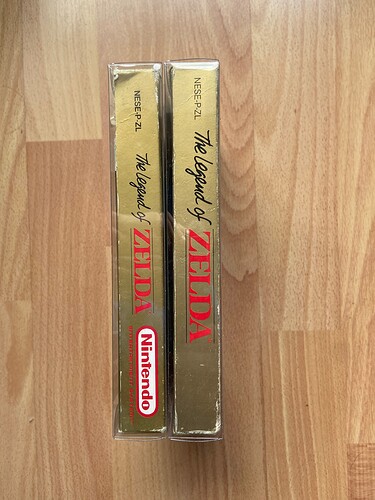 NESE-P-ZL
The Legend of
ZELDA
Nintendo
NESE-P-ZL
The Legend of
ZELDA